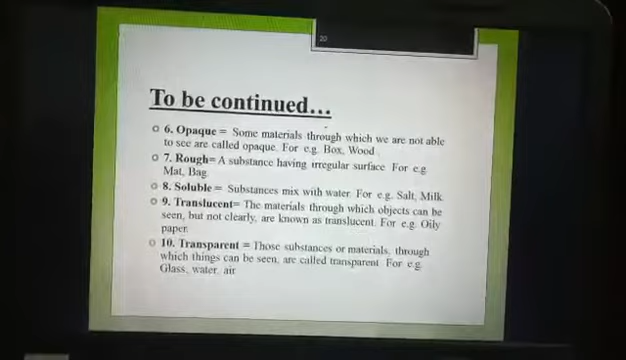 20
To be continued...
6. Opaque = Some materials through which we are not able
to see are called opaque. For e.g. Box, Wood.
7. Rough= A substance having irregular surface. For e.g.
Mat, Bag.
8. Soluble = Substances mix with water. For e.g. Salt, Milk.
9. Translucent= The materials through which objects can be
seen, but not clearly, are known as translucent. For e.g. Oily
paper.
10. Transparent = Those substances or materials, through
which things can be seen, are called transparent. For e.g.
Glass, water, air